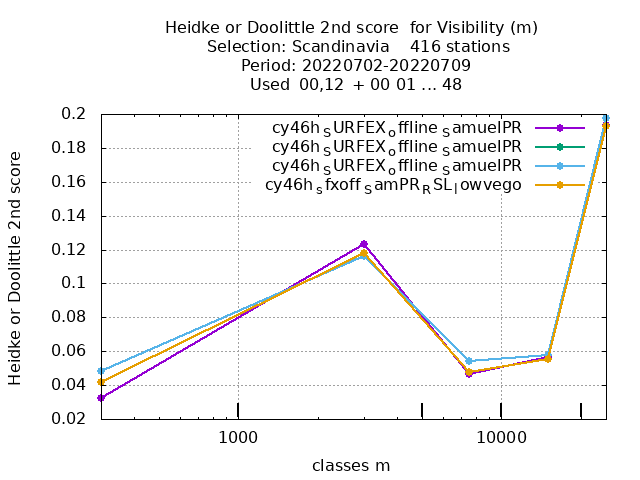 Heidke or Doolittle 2nd score  for Visibility (m)
Selection: Scandinavia    416 stations
Period: 20220702-20220709
Used  00,12  + 00 01 ... 48
Heidke or Doolittle 2nd score
0.2
0.18
0.16
0.14
0.12
0.1
0.08
0.06
0.04
0.02
cy46h_SURFEX_offline_SamuelPR
cy46h_SURFEX_offline_SamuelPR
cy46h_SURFEX_offline_SamuelPR
cy46h_sfxoff_SamPR_RSL_lowvego
1000
10000
classes m